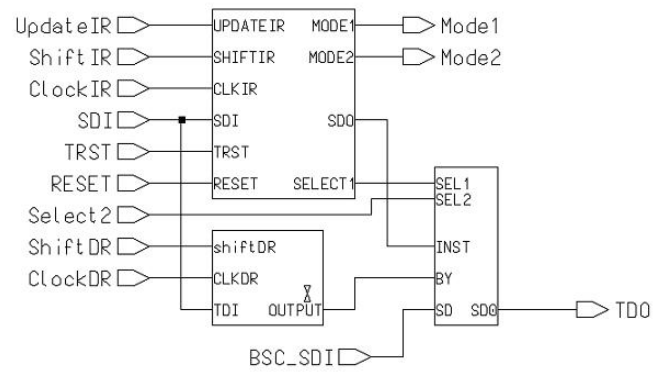 UpdateIR UPDATEIR MODE1 Mode1
ShiftIR SHIFTIR MODE2 Mode2
ClockIR CLKIR
SDI SDI SDO
TRST TRST
RESET RESET SELECT1 SEL1
Select2 SEL2
ShiftDR shiftDR INST
ClockDR CLKDR BY
TDI OUTPUT SD SDO TDO
BSC_SDI